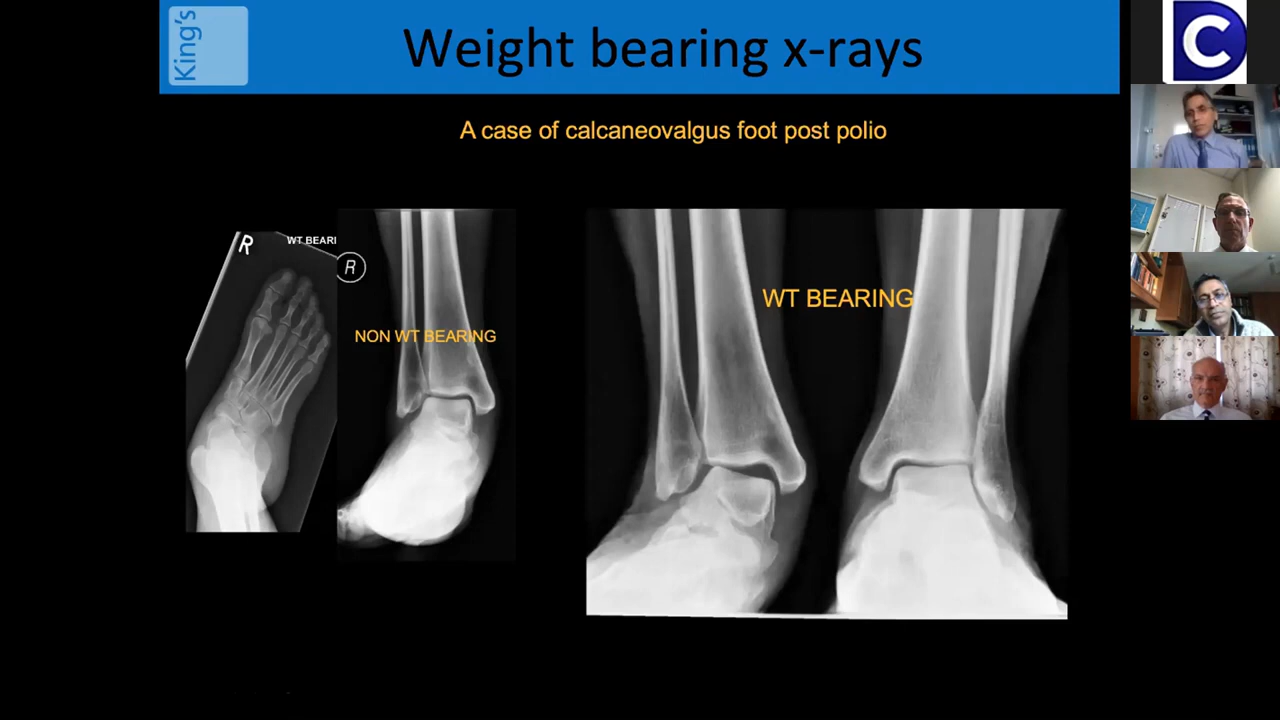 King's
Weight bearing x-rays
A case of calcaneovalgus foot post polio
R
WT BEARI
R
NON WT BEARING
WT BEARING
C